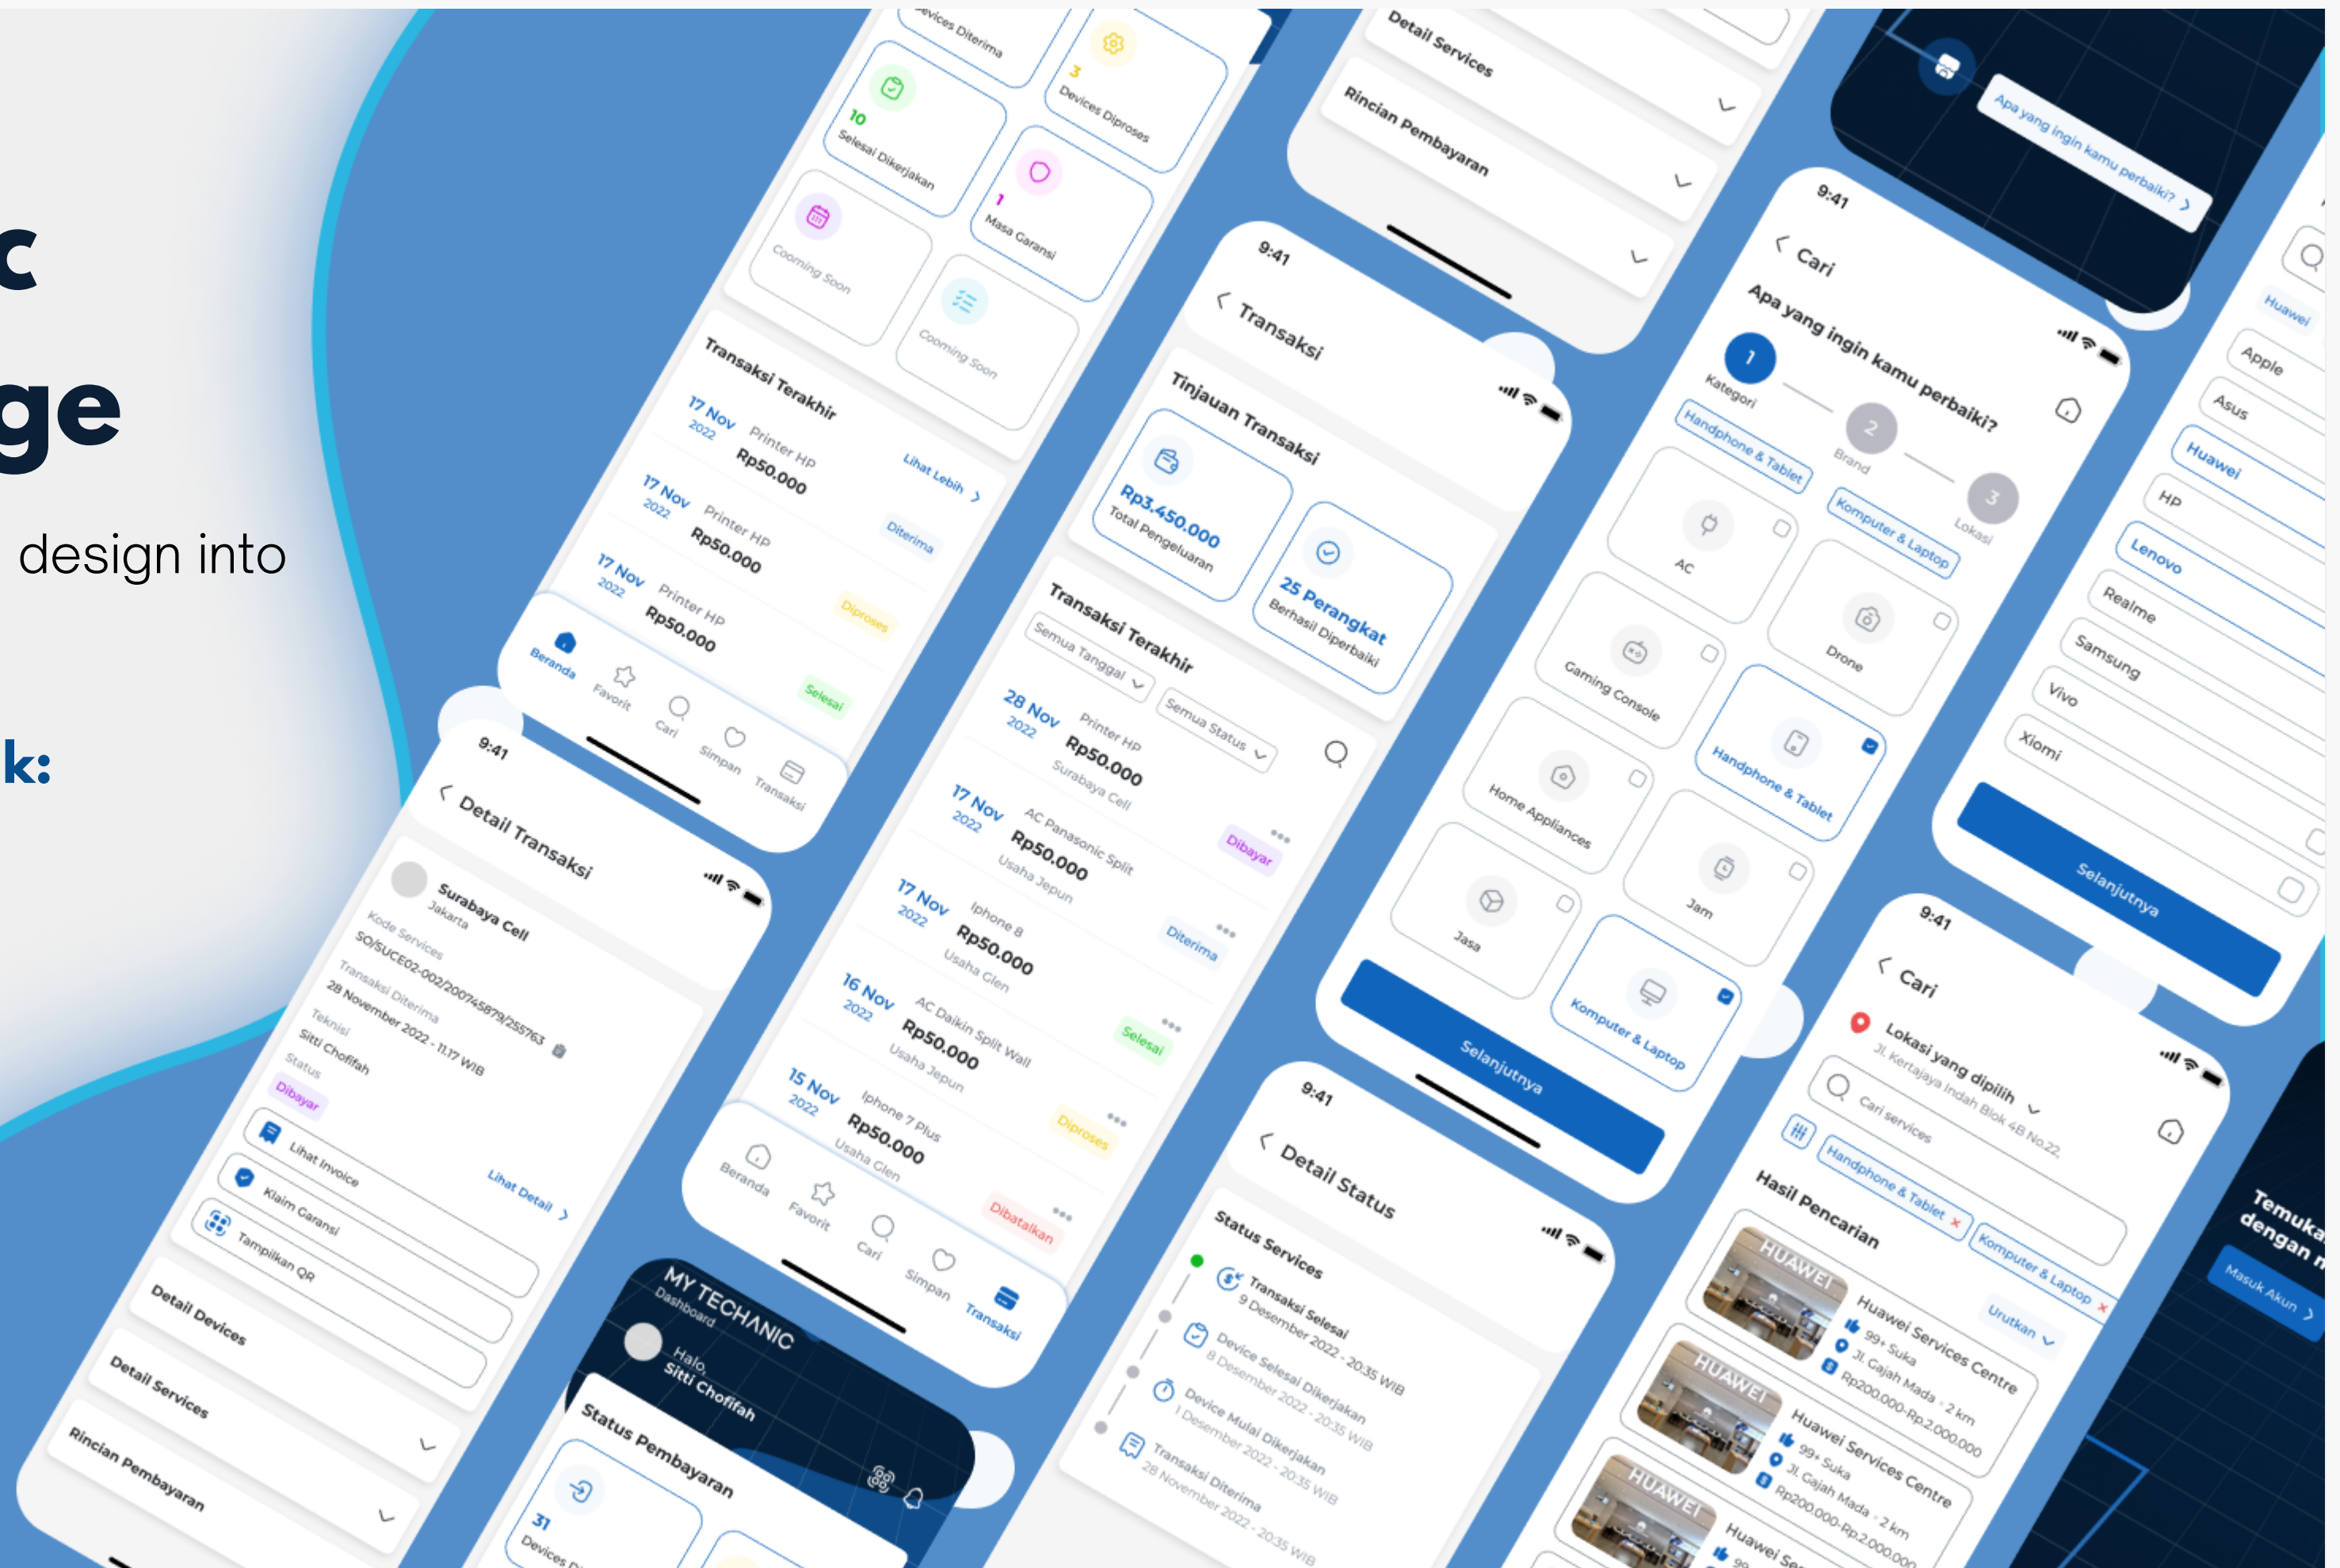 c
ge
design into
k:
Devices Diterima
3
Devices Diproses
10
Selesai Dikerjakan
1
Masa Garansi
Cooming Soon
Cooming Soon
Transaksi Terakhir
Lihat Lebih
17 Nov
2022
Printer HP
Rp50.000
Diterima
17 Nov
2022
Printer HP
Rp50.000
Diproses
17 Nov
2022
Printer HP
Rp50.000
Selesai
Beranda
Favorit
Cari
Simpan
Transaksi
9:41
Detail Transaksi
Surabaya Cell
Jakarta
Kode Services
SO/SUCE02-002/200745879/255763
Transaksi Diterima
28 November 2022 - 11.17 WIB
Teknisi
Sitti Chofifah
Status
Dibayar
Lihat Detail
Lihat Invoice
Klaim Garansi
Tampilkan QR
Detail Devices
Detail Services
Rincian Pembayaran
Detail Services
Rincian Pembayaran
9:41
Transaksi
Tinjauan Transaksi
Rp3.450.000
Total Pengeluaran
25 Perangkat
Berhasil Diperbaiki
Transaksi Terakhir
Semua Tanggal
Semua Status
28 Nov
2022
Printer HP
Rp50.000
Surabaya Cell
Dibayar
17 Nov
2022
AC Panasonic Split
Rp50.000
Usaha Jepun
Diterima
17 Nov
2022
Iphone 8
Rp50.000
Usaha Glen
Selesai
16 Nov
2022
AC Daikin Split Wall
Rp50.000
Usaha Jepun
Diproses
15 Nov
2022
Iphone 7 Plus
Rp50.000
Usaha Glen
Dibatalkan
Beranda
Favorit
Cari
Simpan
Transaksi
MY TECHANIC
Dashboard
Halo,
Sitti Chofifah
Status Pembayaran
31
Apa yang ingin kamu perbaiki?
9:41
Cari
Apa yang ingin kamu perbaiki?
1
Kategori
2
Brand
3
Lokasi
Handphone & Tablet
Komputer & Laptop
AC
Drone
Gaming Console
Handphone & Tablet
Home Appliances
Jam
Jasa
Komputer & Laptop
Selanjutnya
9:41
Detail Status
Status Services
Transaksi Selesai
9 Desember 2022 - 20:35 WIB
Device Selesai Dikerjakan
8 Desember 2022 - 20:35 WIB
Device Mulai Dikerjakan
1 Desember 2022 - 20:35 WIB
Transaksi Diterima
28 November 2022 - 20:35 WIB
Huawei
Apple
Asus
Huawei
HP
Lenovo
Realme
Samsung
Vivo
Xiomi
Selanjutnya
9:41
Cari
Lokasi yang dipilih
Jl. Kertajaya Indah Blok 4B No.22,
Cari services
Handphone & Tablet
Komputer & Laptop
Hasil Pencarian
Urutkan
HUAWEI
Huawei Services Centre
99+ Suka
Jl. Gajah Mada • 2 km
Rp200.000-Rp.2.000.000
HUAWEI
Huawei Services Centre
99+ Suka
Jl. Gajah Mada • 2 km
Rp200.000-Rp.2.000.000
HUAWEI
Huawei
Temuka
dengan
Masuk Akun